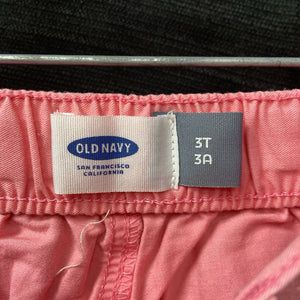 OLD NAVY
SAN FRANCISCO
CALIFORNIA
3T
3A